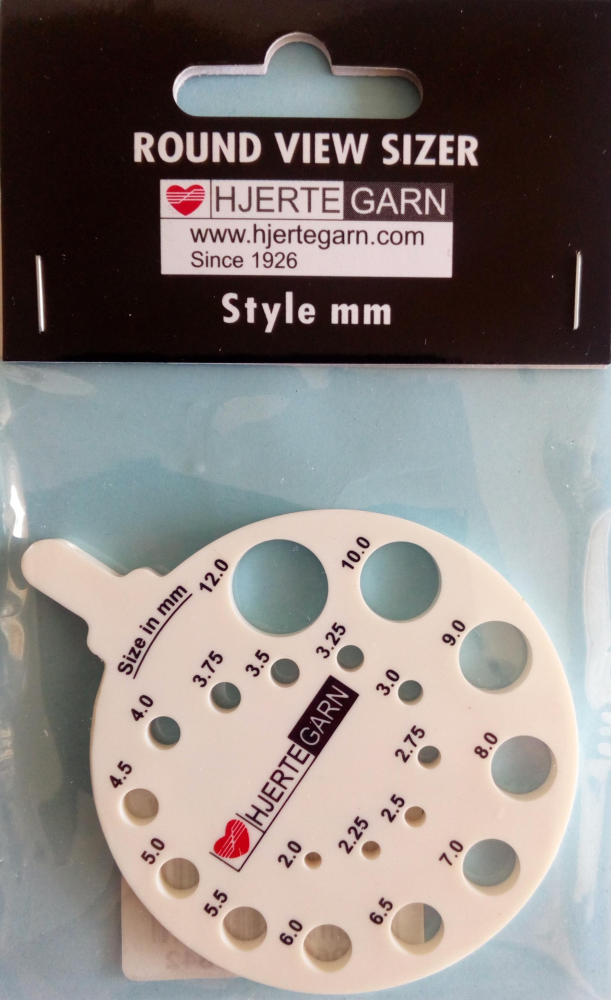 ROUND VIEW SIZER
HJERTE GARN
www.hjertegarn.com
Since 1926
Style mm
Size in mm
12.0
10.0
9.0
8.0
7.0
6.5
6.0
5.5
5.0
4.5
4.0
3.75
3.5
3.25
3.0
2.75
2.5
2.25
2.0
HJERTE GARN